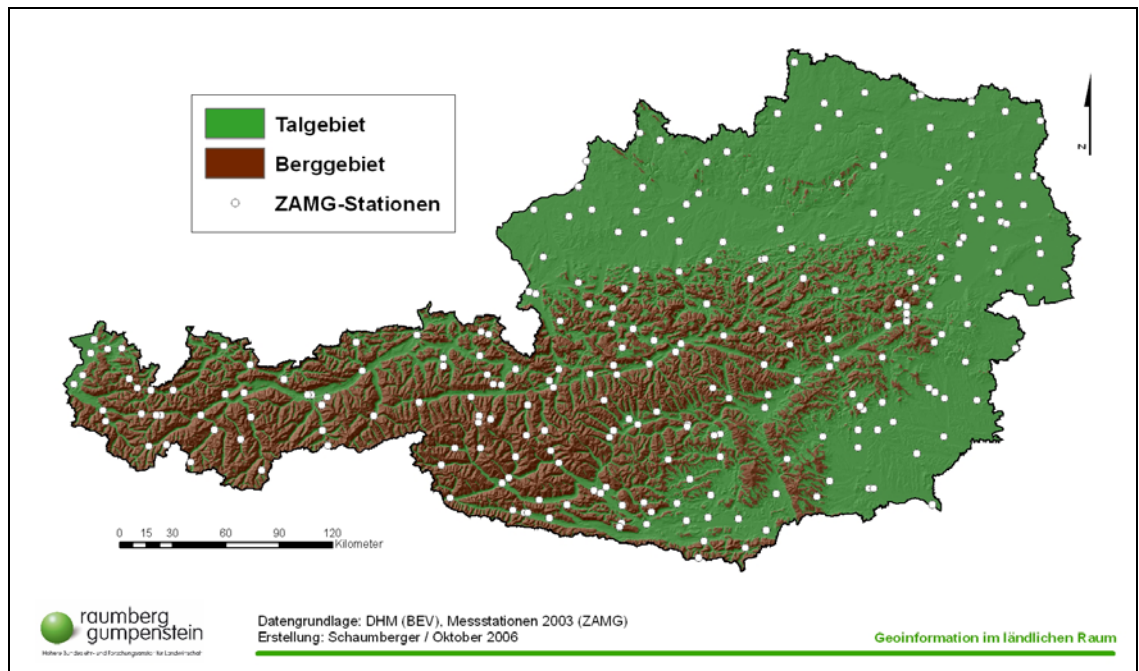 Talgebiet
Berggebiet
ZAMG-Stationen
N
0 15 30 60 90 120
Kilometer
raumberg
gumpenstein
Datengrundlage: DHM (BEV), Messstationen 2003 (ZAMG)
Erstellung: Schaumberger / Oktober 2006
Geoinformation im ländlichen Raum